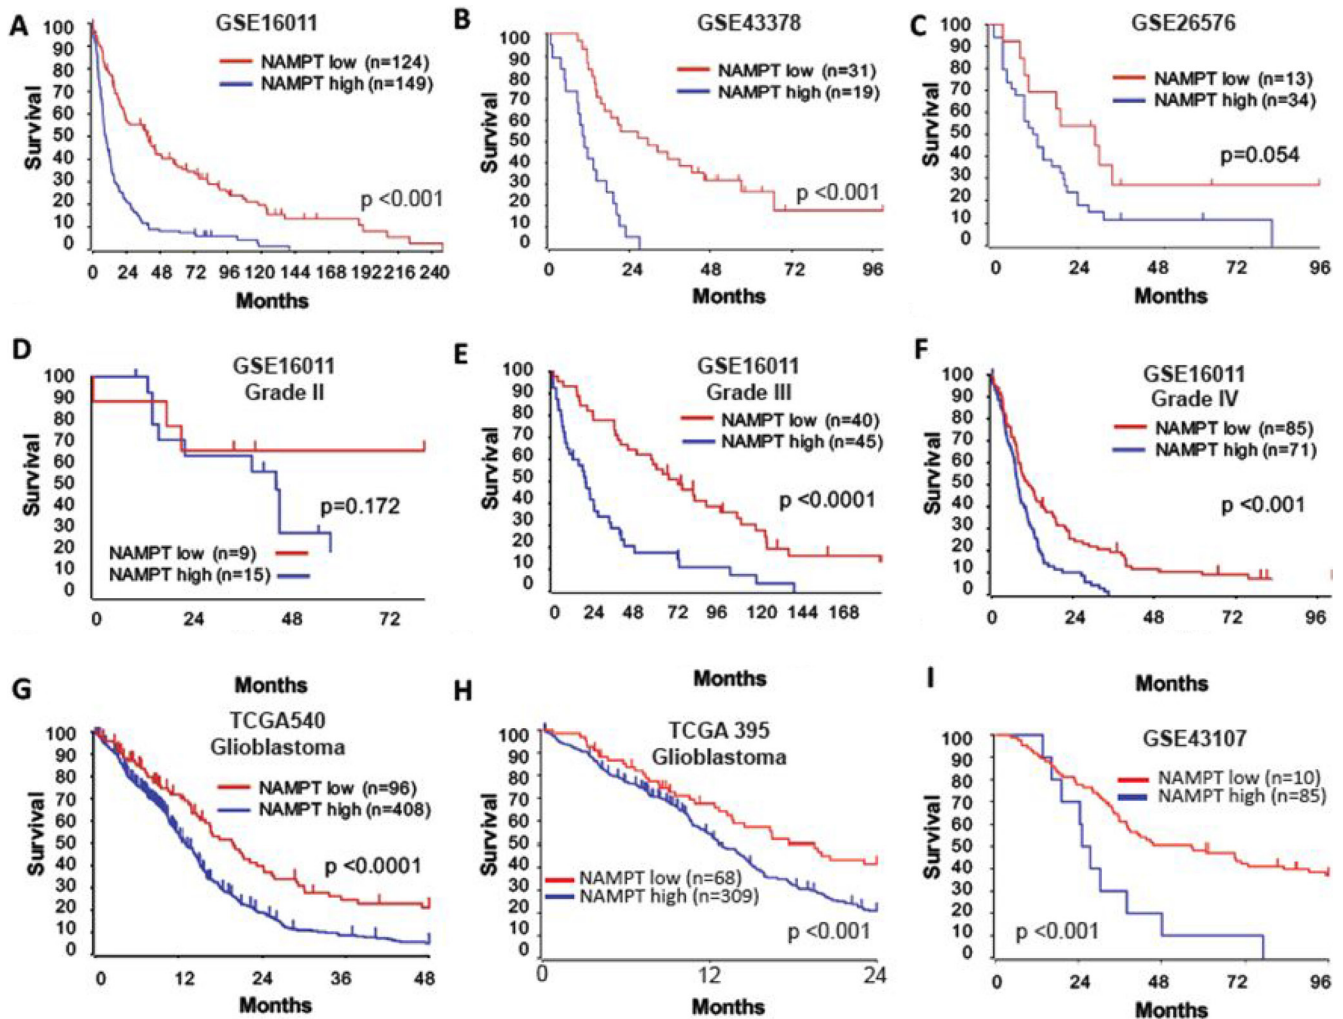 A
GSE16011
NAMPT low (n=124)
NAMPT high (n=149)
p <0.001
Survival
100
90
80
70
60
50
40
30
20
10
0
0 24 48 72 96 120 144 168 192 216 240
Months
B
GSE43378
NAMPT low (n=31)
NAMPT high (n=19)
p <0.001
Survival
100
90
80
70
60
50
40
30
20
10
0
0 24 48 72 96
Months
C
GSE26576
NAMPT low (n=13)
NAMPT high (n=34)
p=0.054
Survival
100
90
80
70
60
50
40
30
20
10
0
0 24 48 72 96
Months
D
GSE16011
Grade II
p=0.172
NAMPT low (n=9)
NAMPT high (n=15)
Survival
100
90
80
70
60
50
40
30
20
10
0
0 24 48 72
Months
E
GSE16011
Grade III
NAMPT low (n=40)
NAMPT high (n=45)
p <0.0001
Survival
100
90
80
70
60
50
40
30
20
10
0
0 24 48 72 96 120 144 168
Months
F
GSE16011
Grade IV
NAMPT low (n=85)
NAMPT high (n=71)
p <0.001
Survival
100
90
80
70
60
50
40
30
20
10
0
0 24 48 72 96
Months
G
TCGA540
Glioblastoma
NAMPT low (n=96)
NAMPT high (n=408)
p <0.0001
Survival
100
90
80
70
60
50
40
30
20
10
0
0 12 24 36 48
Months
H
TCGA 395
Glioblastoma
NAMPT low (n=68)
NAMPT high (n=309)
p <0.001
Survival
100
90
80
70
60
50
40
30
20
10
0
0 12 24
Months
I
GSE43107
NAMPT low (n=10)
NAMPT high (n=85)
p <0.001
Survival
100
90
80
70
60
50
40
30
20
10
0
0 24 48 72 96
Months